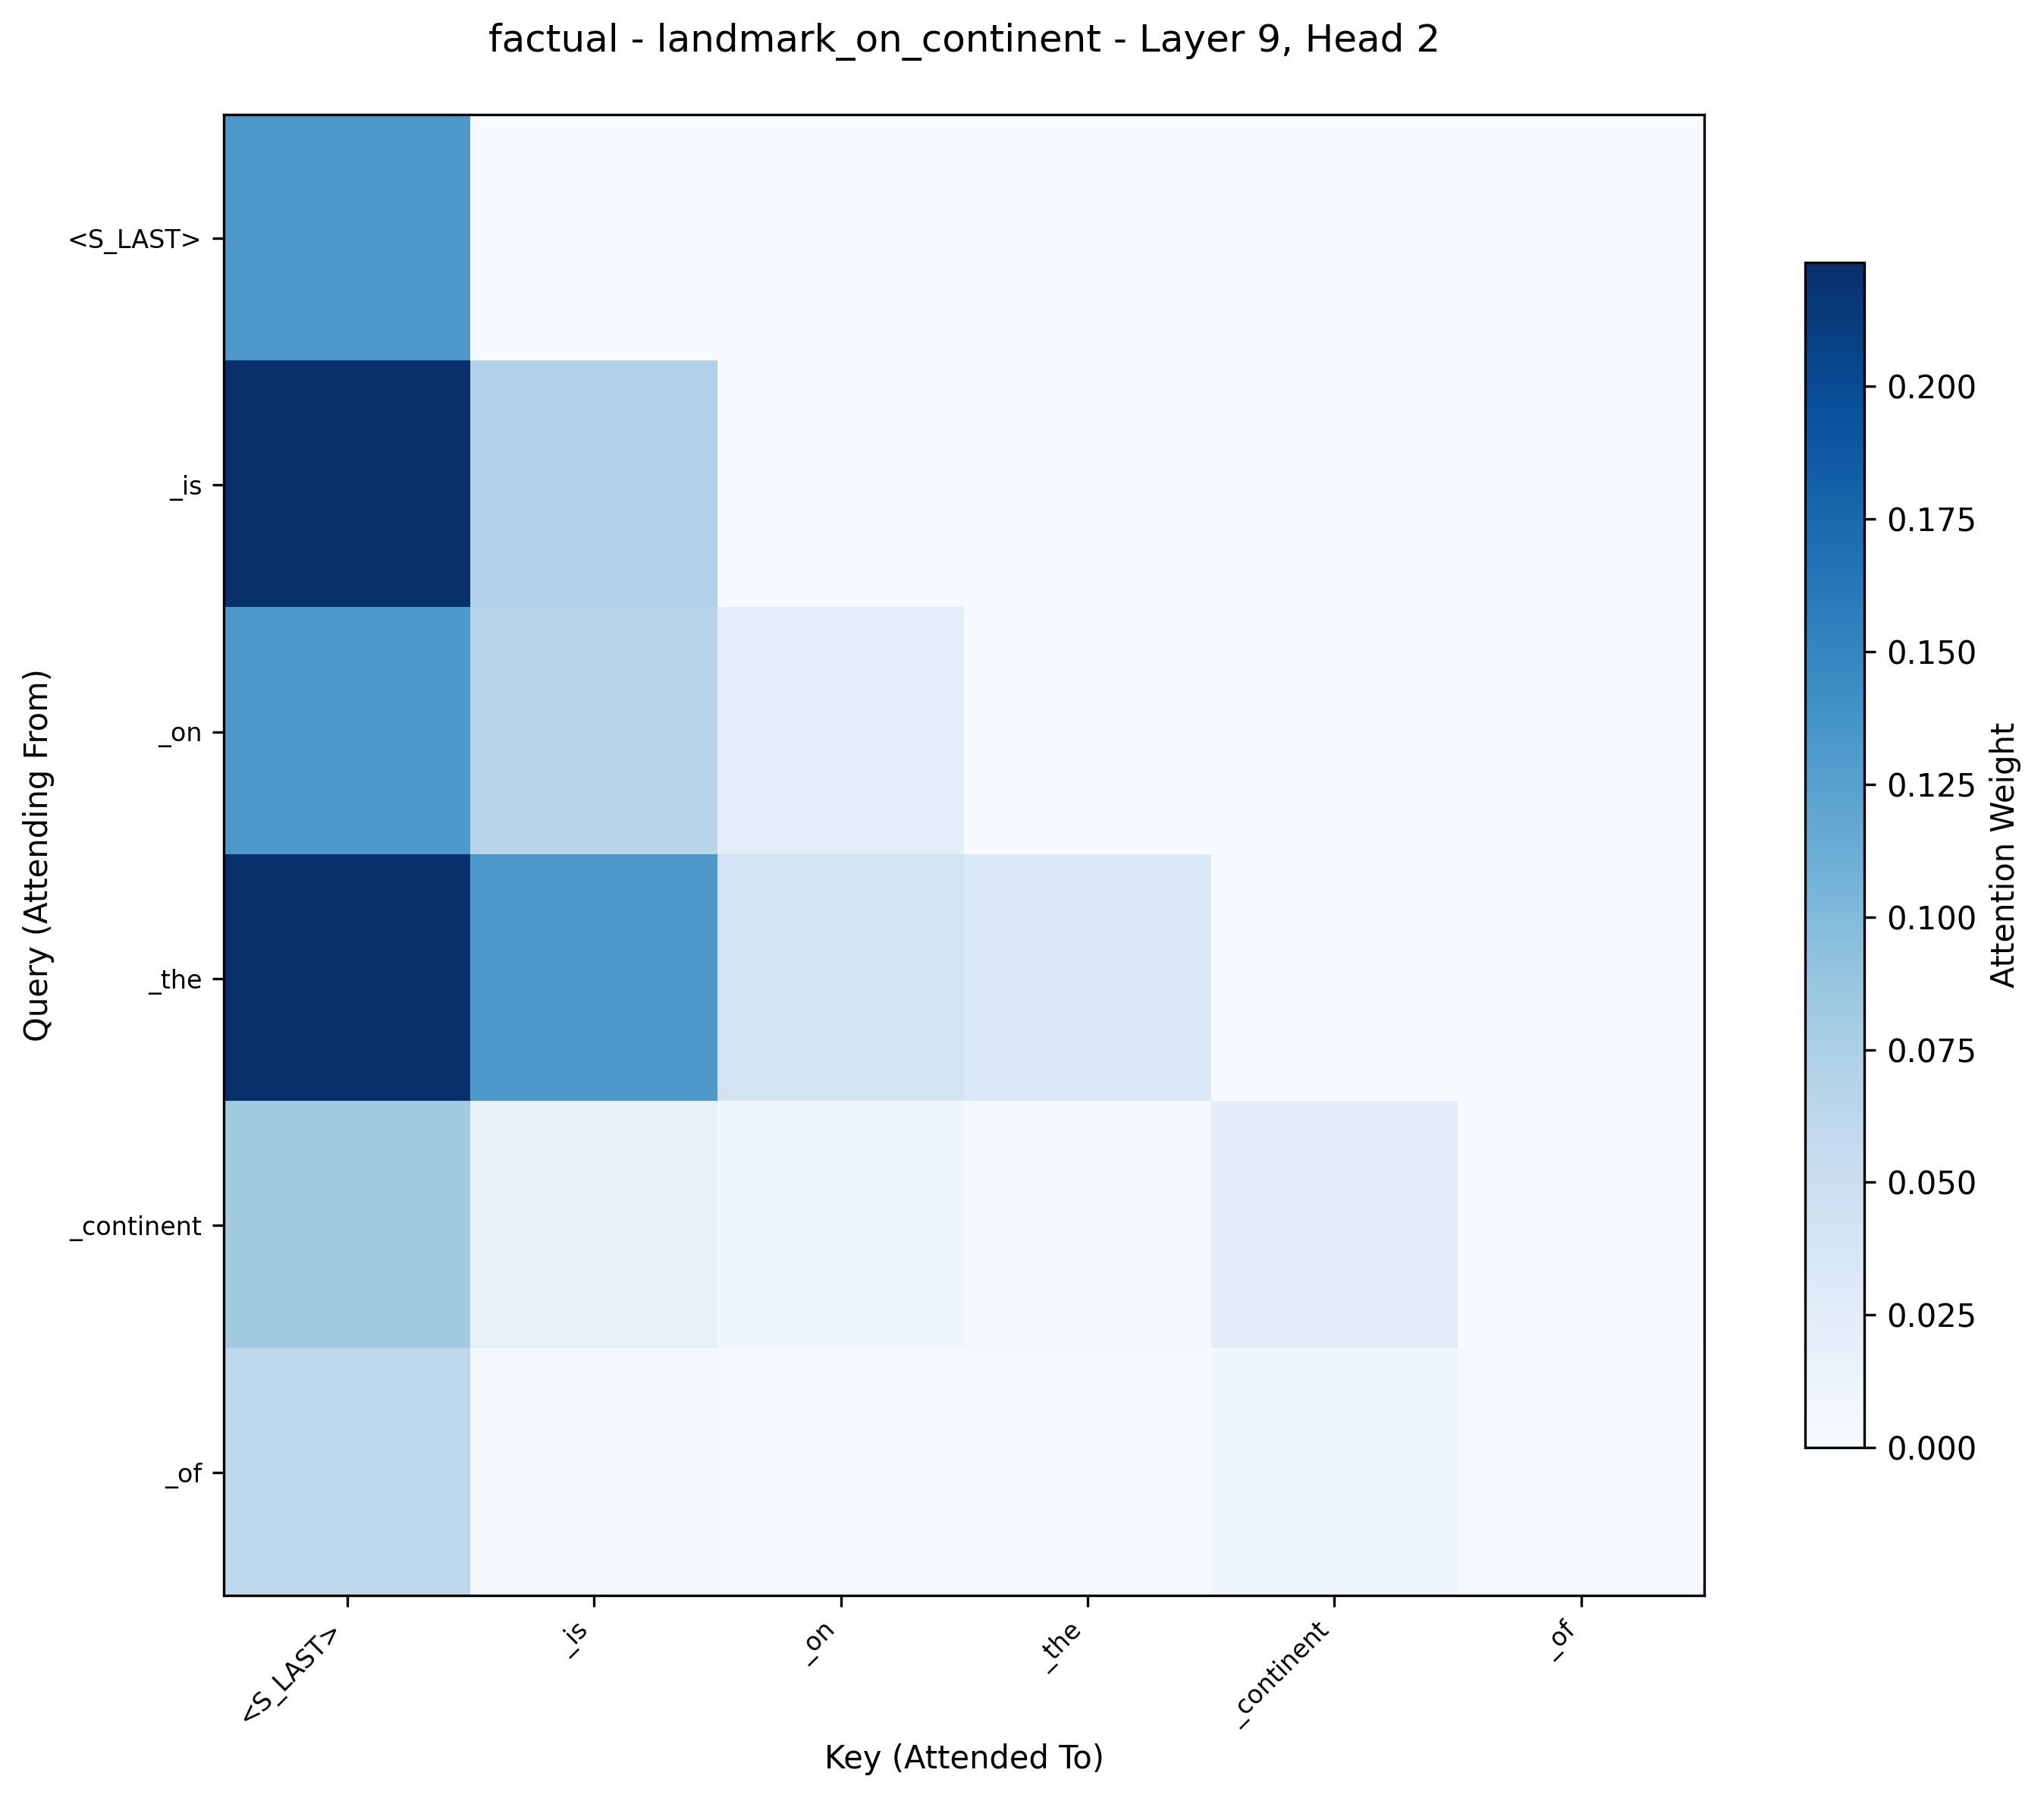 factual - landmark_on_continent - Layer 9, Head 2
Query (Attending From)
<S_LAST>
_is
_on
_the
_continent
_of
<S_LAST>
_is
_on
_the
_continent
_of
Key (Attended To)
0.200
0.175
0.150
0.125
0.100
0.075
0.050
0.025
0.000
Attention Weight